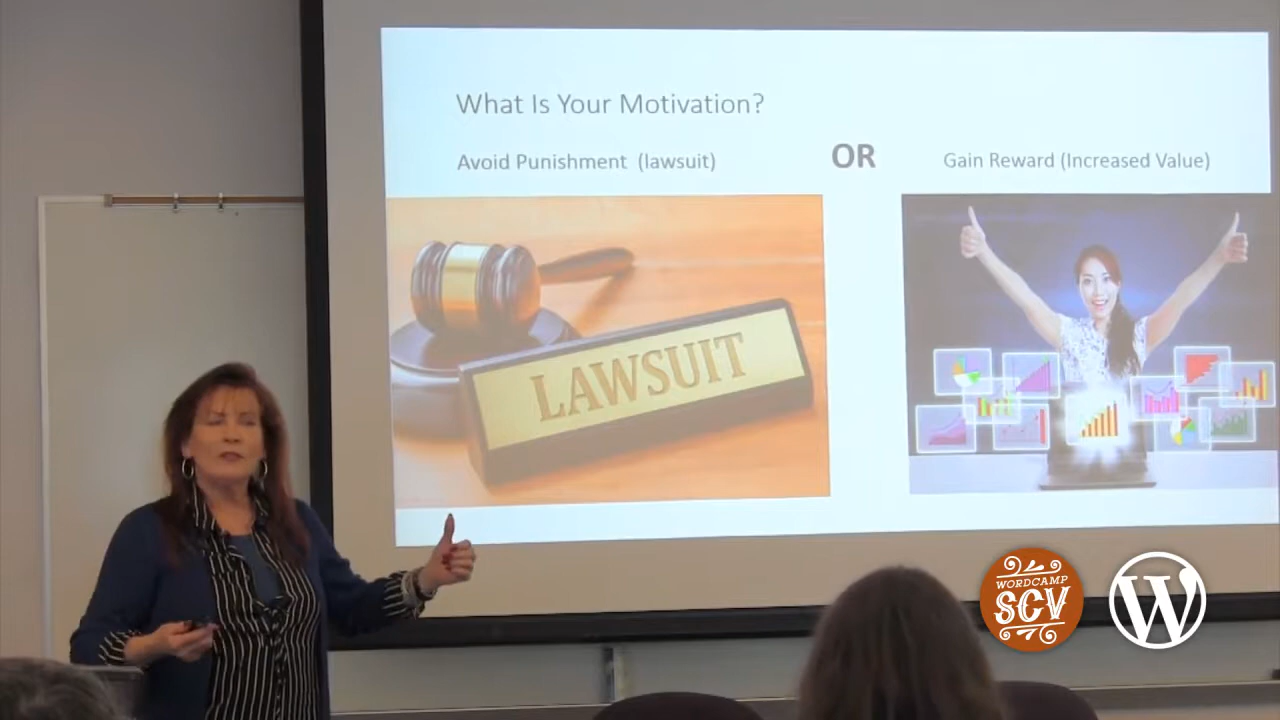 What Is Your Motivation?
Avoid Punishment (lawsuit)
OR
Gain Reward (Increased Value)
LAWSUIT
WORDCAMP
SCV
W